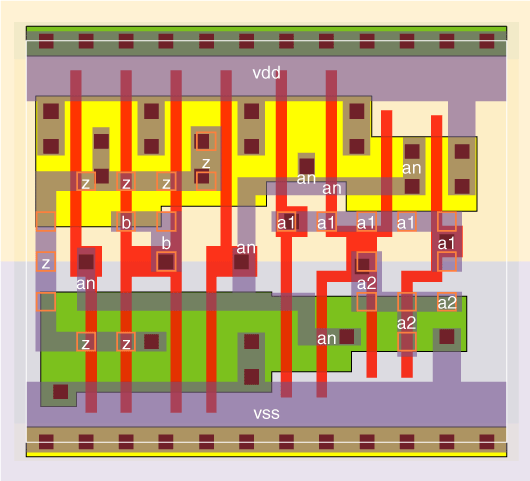 vdd
z
an
an
an
z z z
b a1 a1 a1 a1
b an a1
z
an a2
a2 a2
z z an
vss